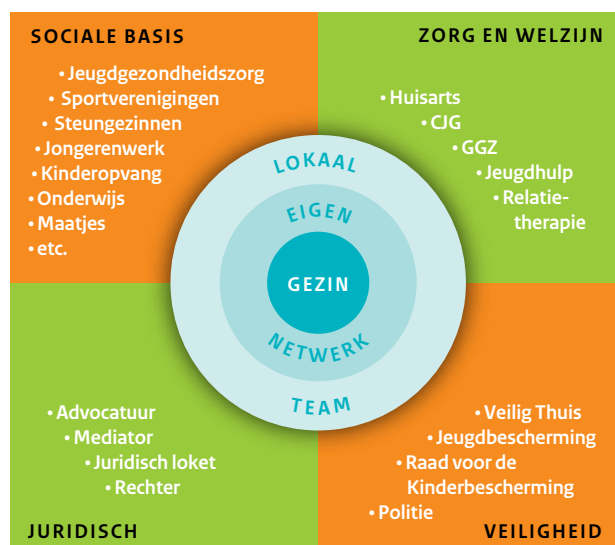 SOCIALE BASIS
• Jeugdgezondheidszorg
• Sportverenigingen
• Steungezinnen
• Jongerenwerk
• Kinderopvang
• Onderwijs
• Maatjes
• etc.
ZORG EN WELZIJN
• Huisarts
• CJG
• GGZ
• Jeugdhulp
• Relatie-
therapie
LOKAAL
EIGEN
GEZIN
NETWERK
TEAM
• Advocatuur
• Mediator
• Juridisch loket
• Rechter
JURIDISCH
• Veilig Thuis
• Jeugdbescherming
• Raad voor de
Kinderbescherming
• Politie
VEILIGHEID